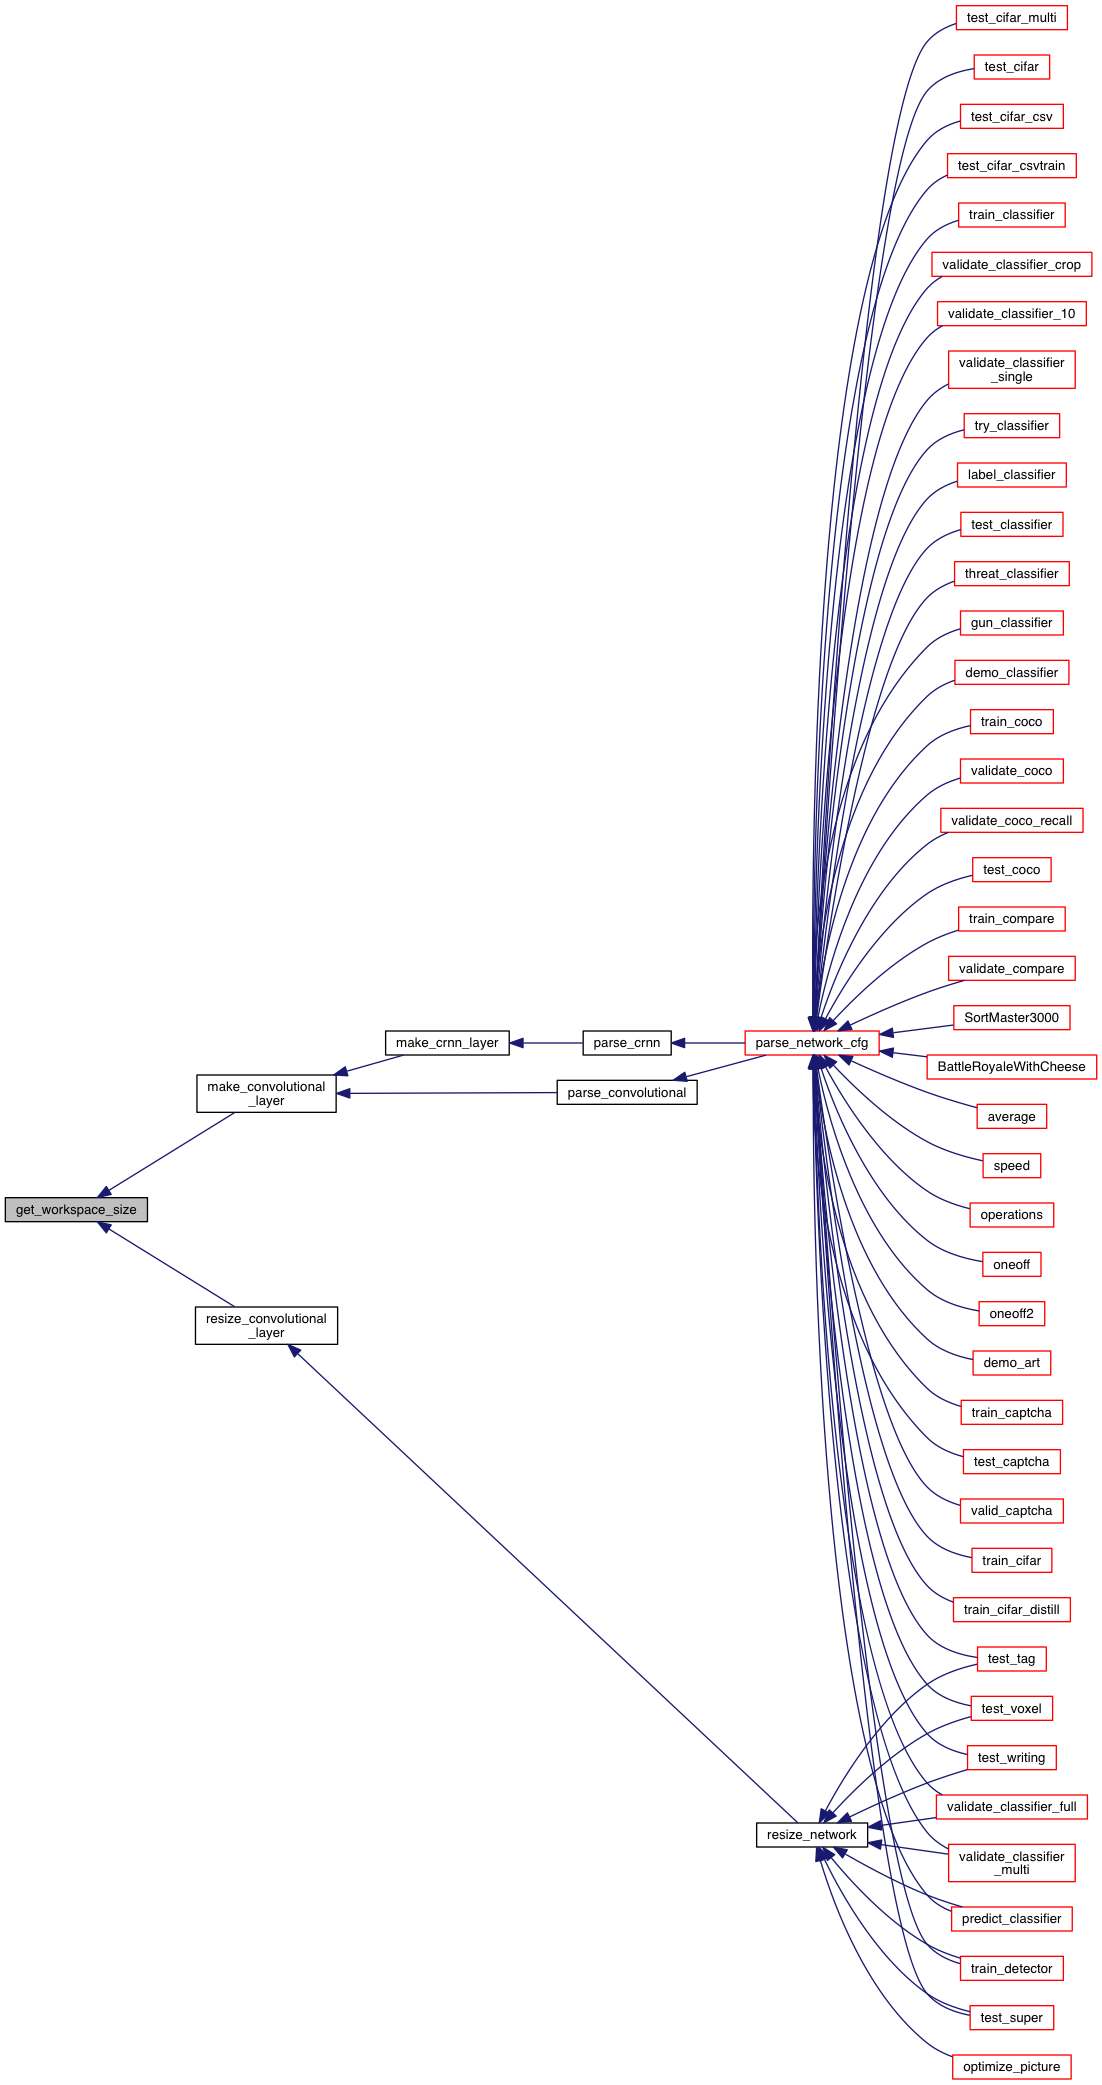 get_workspace_size
make_convolutional
_layer
resize_convolutional
_layer
make_crnn_layer
parse_crnn
parse_convolutional
parse_network_cfg
resize_network
test_cifar_multi
test_cifar
test_cifar_csv
test_cifar_csvtrain
train_classifier
validate_classifier_crop
validate_classifier_10
validate_classifier
_single
try_classifier
label_classifier
test_classifier
threat_classifier
gun_classifier
demo_classifier
train_coco
validate_coco
validate_coco_recall
test_coco
train_compare
validate_compare
SortMaster3000
BattleRoyaleWithCheese
average
speed
operations
oneoff
oneoff2
demo_art
train_captcha
test_captcha
valid_captcha
train_cifar
train_cifar_distill
test_tag
test_voxel
test_writing
validate_classifier_full
validate_classifier
_multi
predict_classifier
train_detector
test_super
optimize_picture